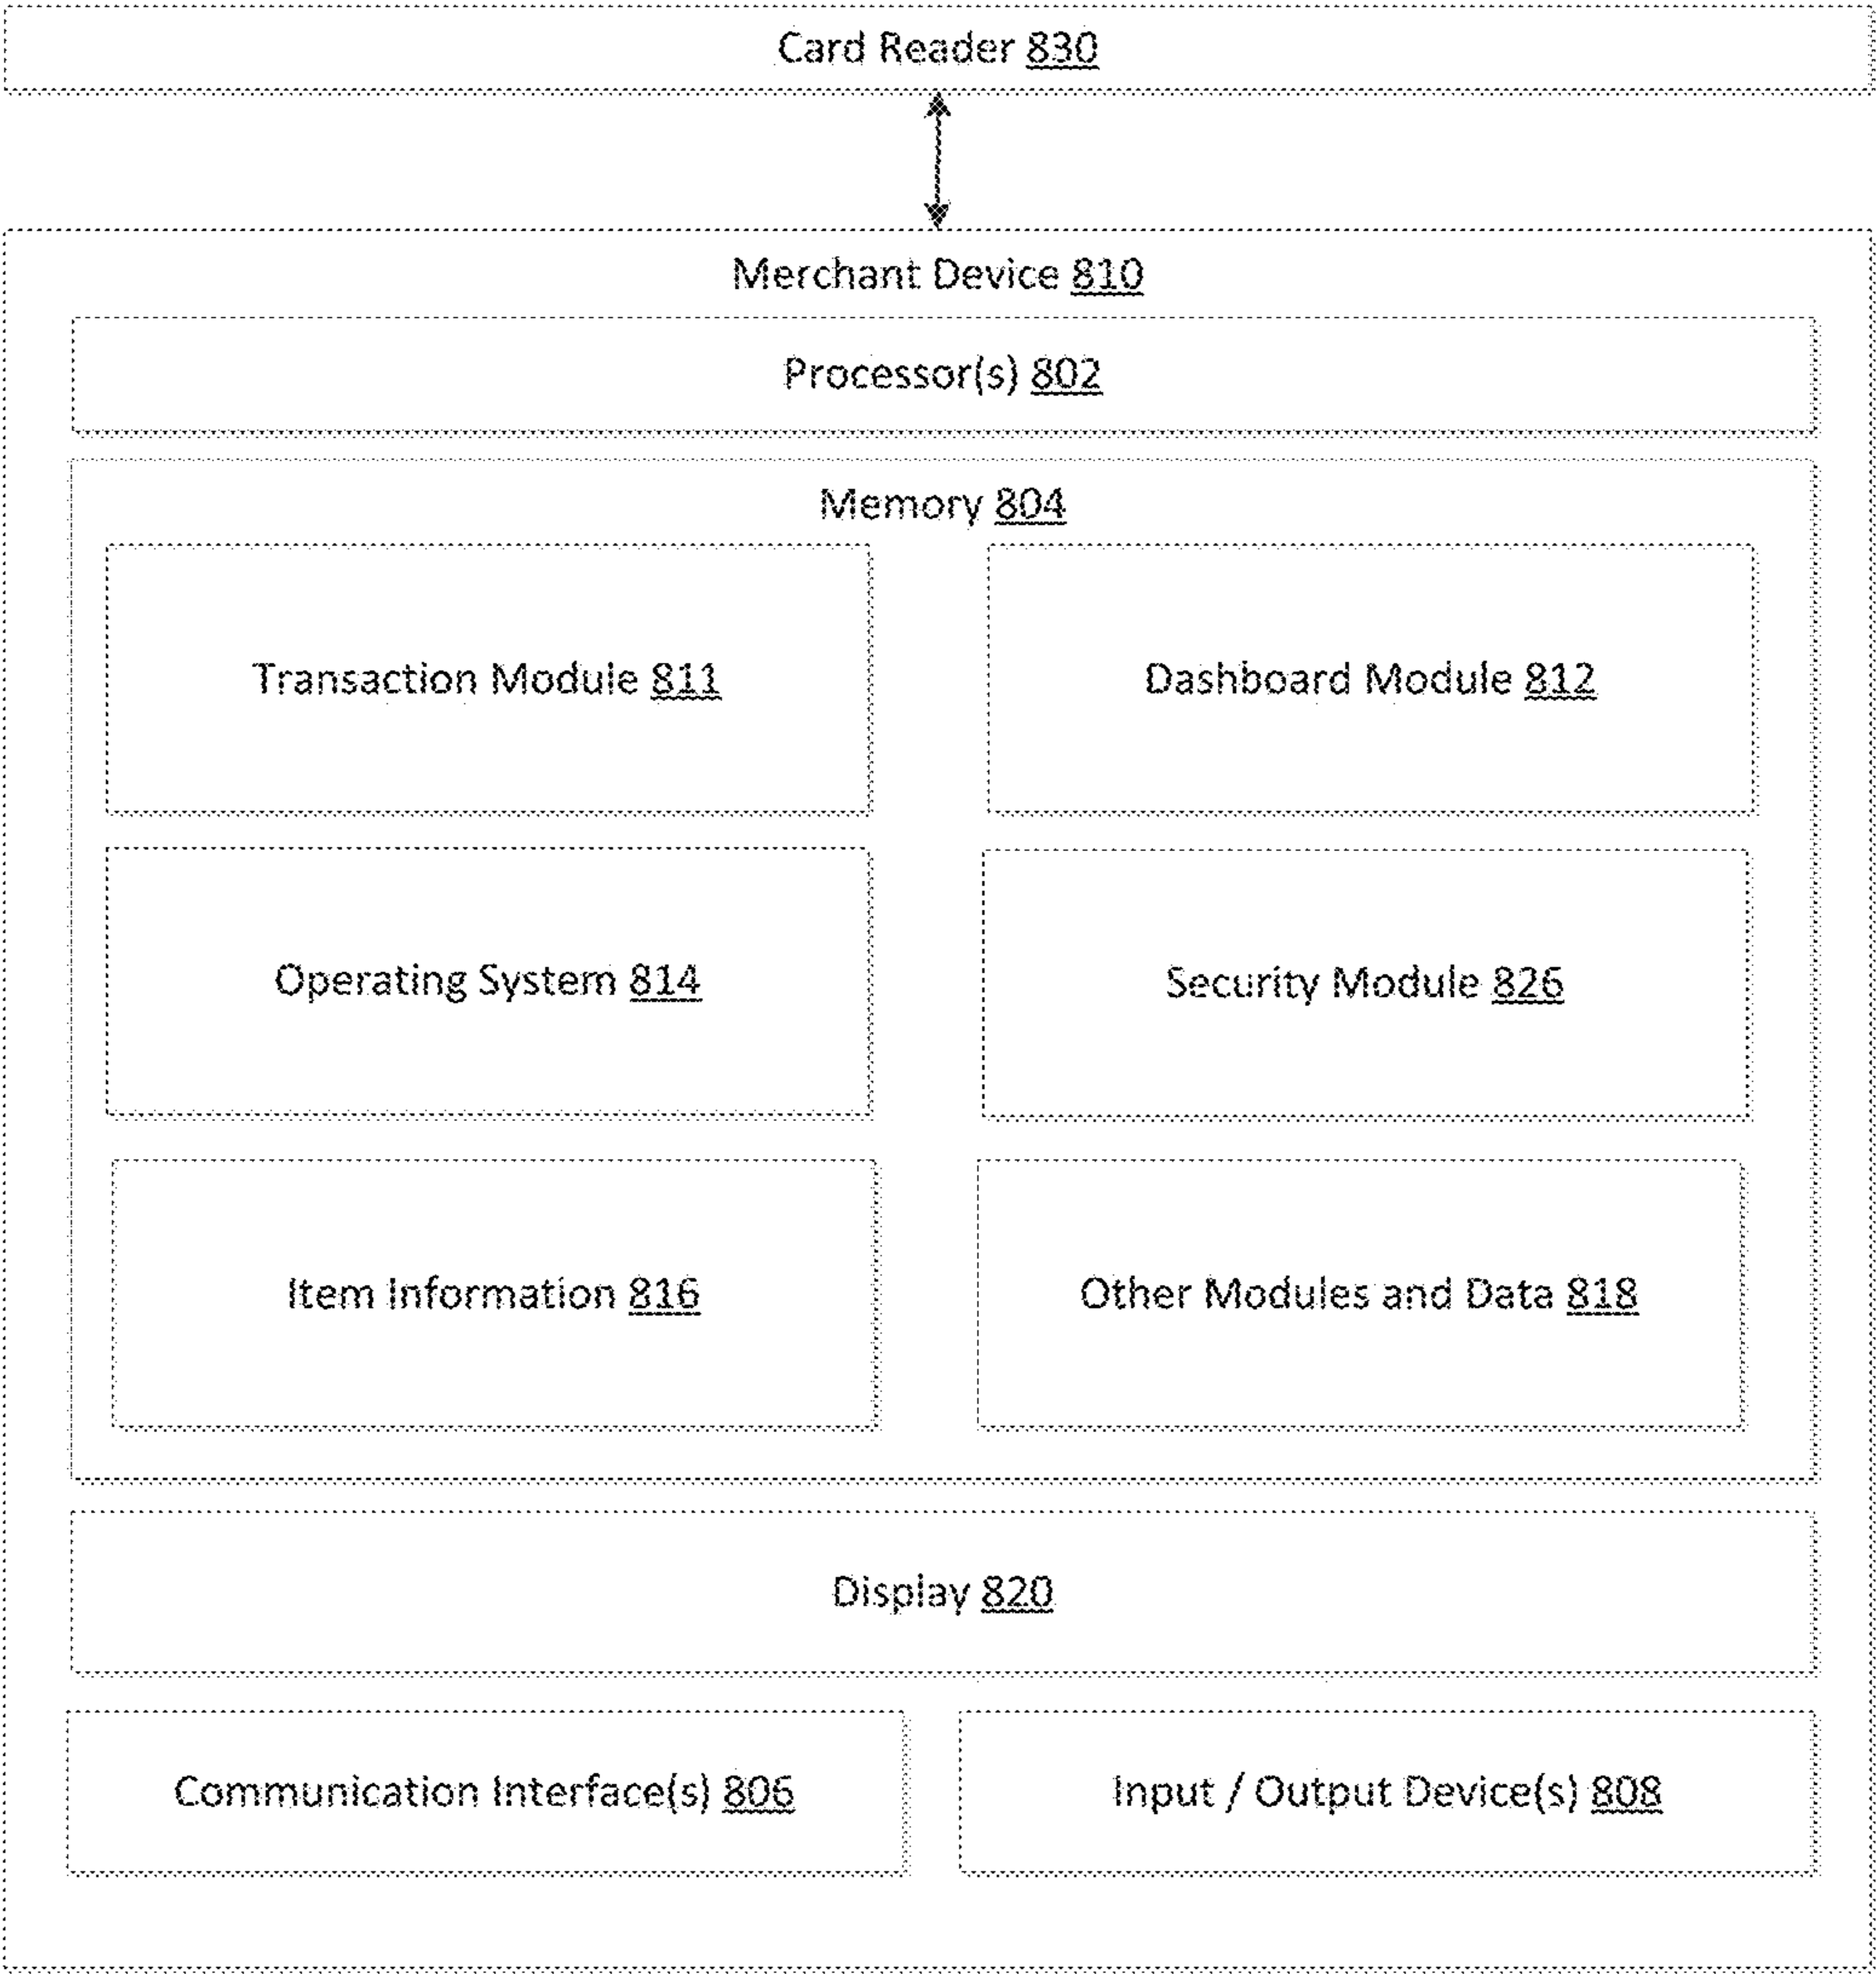 Card Reader 830
Merchant Device 810
Processor(s) 802
Memory 804
Transaction Module 811
Dashboard Module 812
Operating System 814
Security Module 826
Item Information 816
Other Modules and Data 818
Display 820
Communication Interface(s) 806
Input / Output Device(s) 808